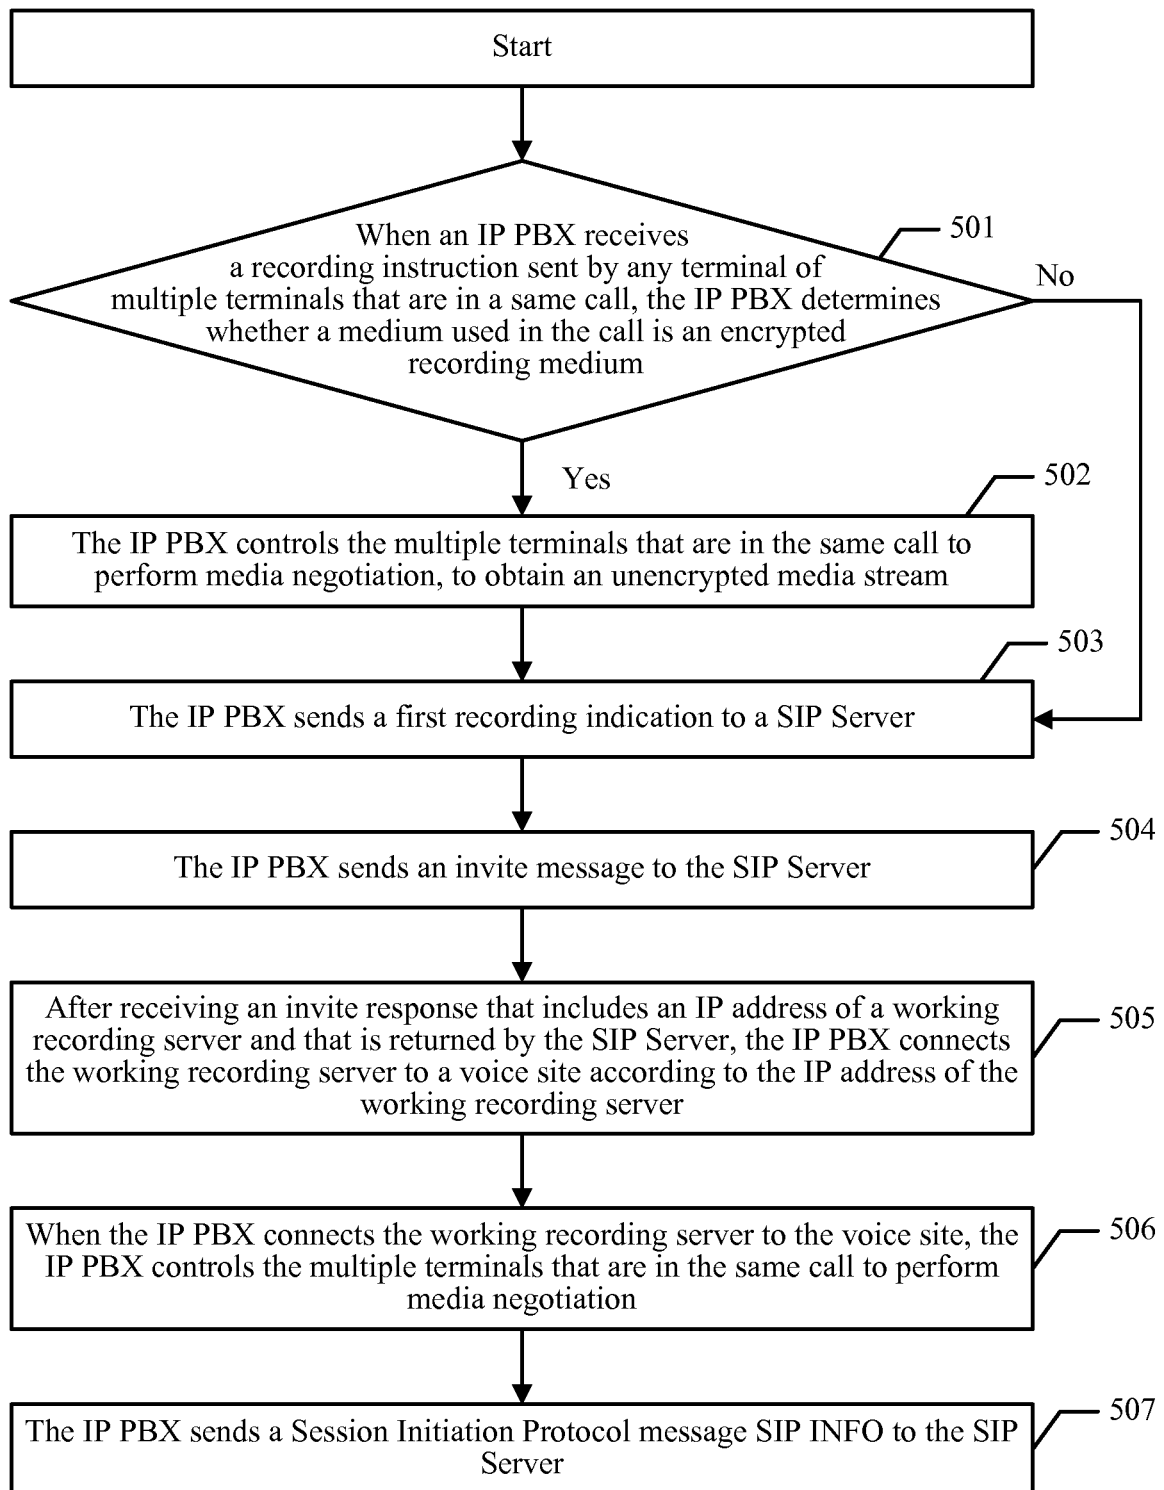 Start
When an IP PBX receives
a recording instruction sent by any terminal of
multiple terminals that are in a same call, the IP PBX determines
whether a medium used in the call is an encrypted
recording medium
501
No
Yes
502
The IP PBX controls the multiple terminals that are in the same call to
perform media negotiation, to obtain an unencrypted media stream
503
The IP PBX sends a first recording indication to a SIP Server
504
The IP PBX sends an invite message to the SIP Server
After receiving an invite response that includes an IP address of a working
recording server and that is returned by the SIP Server, the IP PBX connects
the working recording server to a voice site according to the IP address of the
working recording server
505
When the IP PBX connects the working recording server to the voice site, the
IP PBX controls the multiple terminals that are in the same call to perform
media negotiation
506
The IP PBX sends a Session Initiation Protocol message SIP INFO to the SIP
Server
507